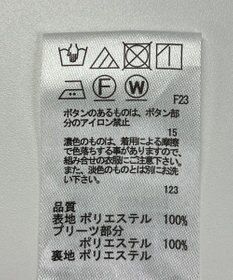 F W
F23
ボタンのあるものは、ボタン部
分のアイロン禁止
15
濃色のものは、着用による摩擦
で色落ちする事がありますので、
組み合せの衣服にご注意下さい。
また、淡色のものとは別にお洗
い下さい。
123
品質
表地 ポリエステル 100%
プリーツ部分
ポリエステル 100%
裏地 ポリエステル 100%